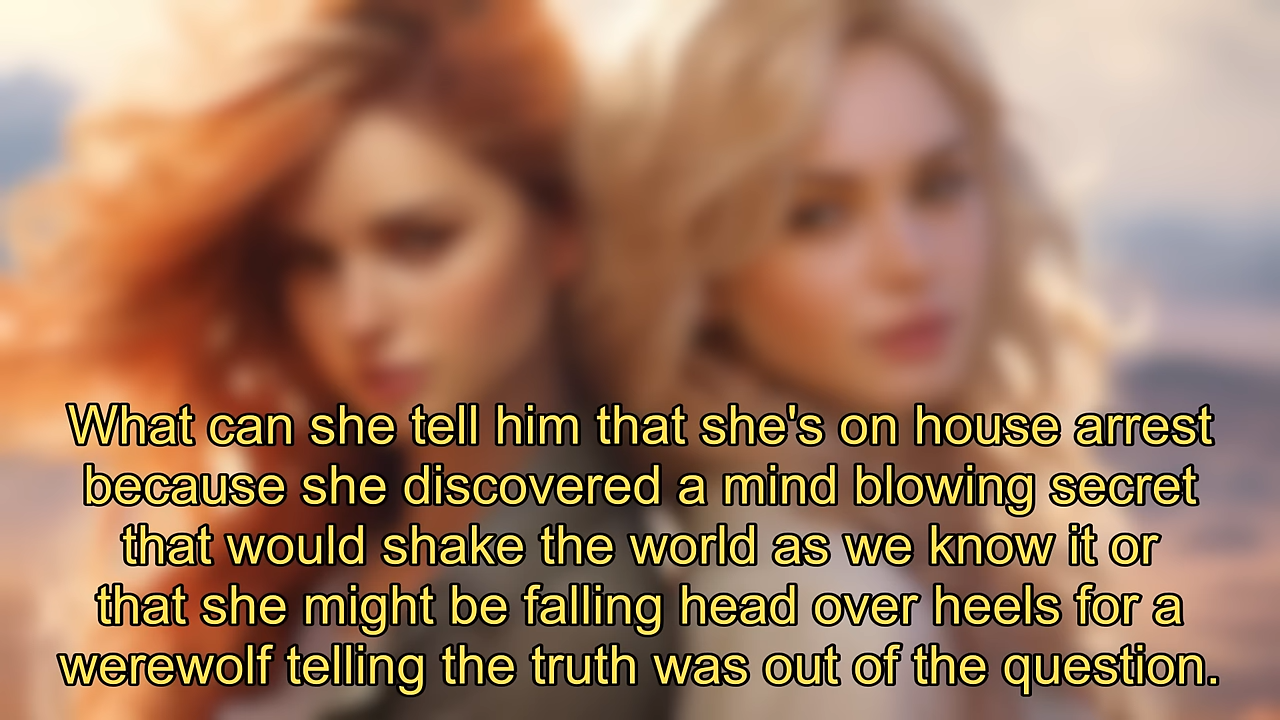 What can she tell him that she's on house arrest
because she discovered a mind blowing secret
that would shake the world as we know it or
that she might be falling head over heels for a
werewolf telling the truth was out of the question.